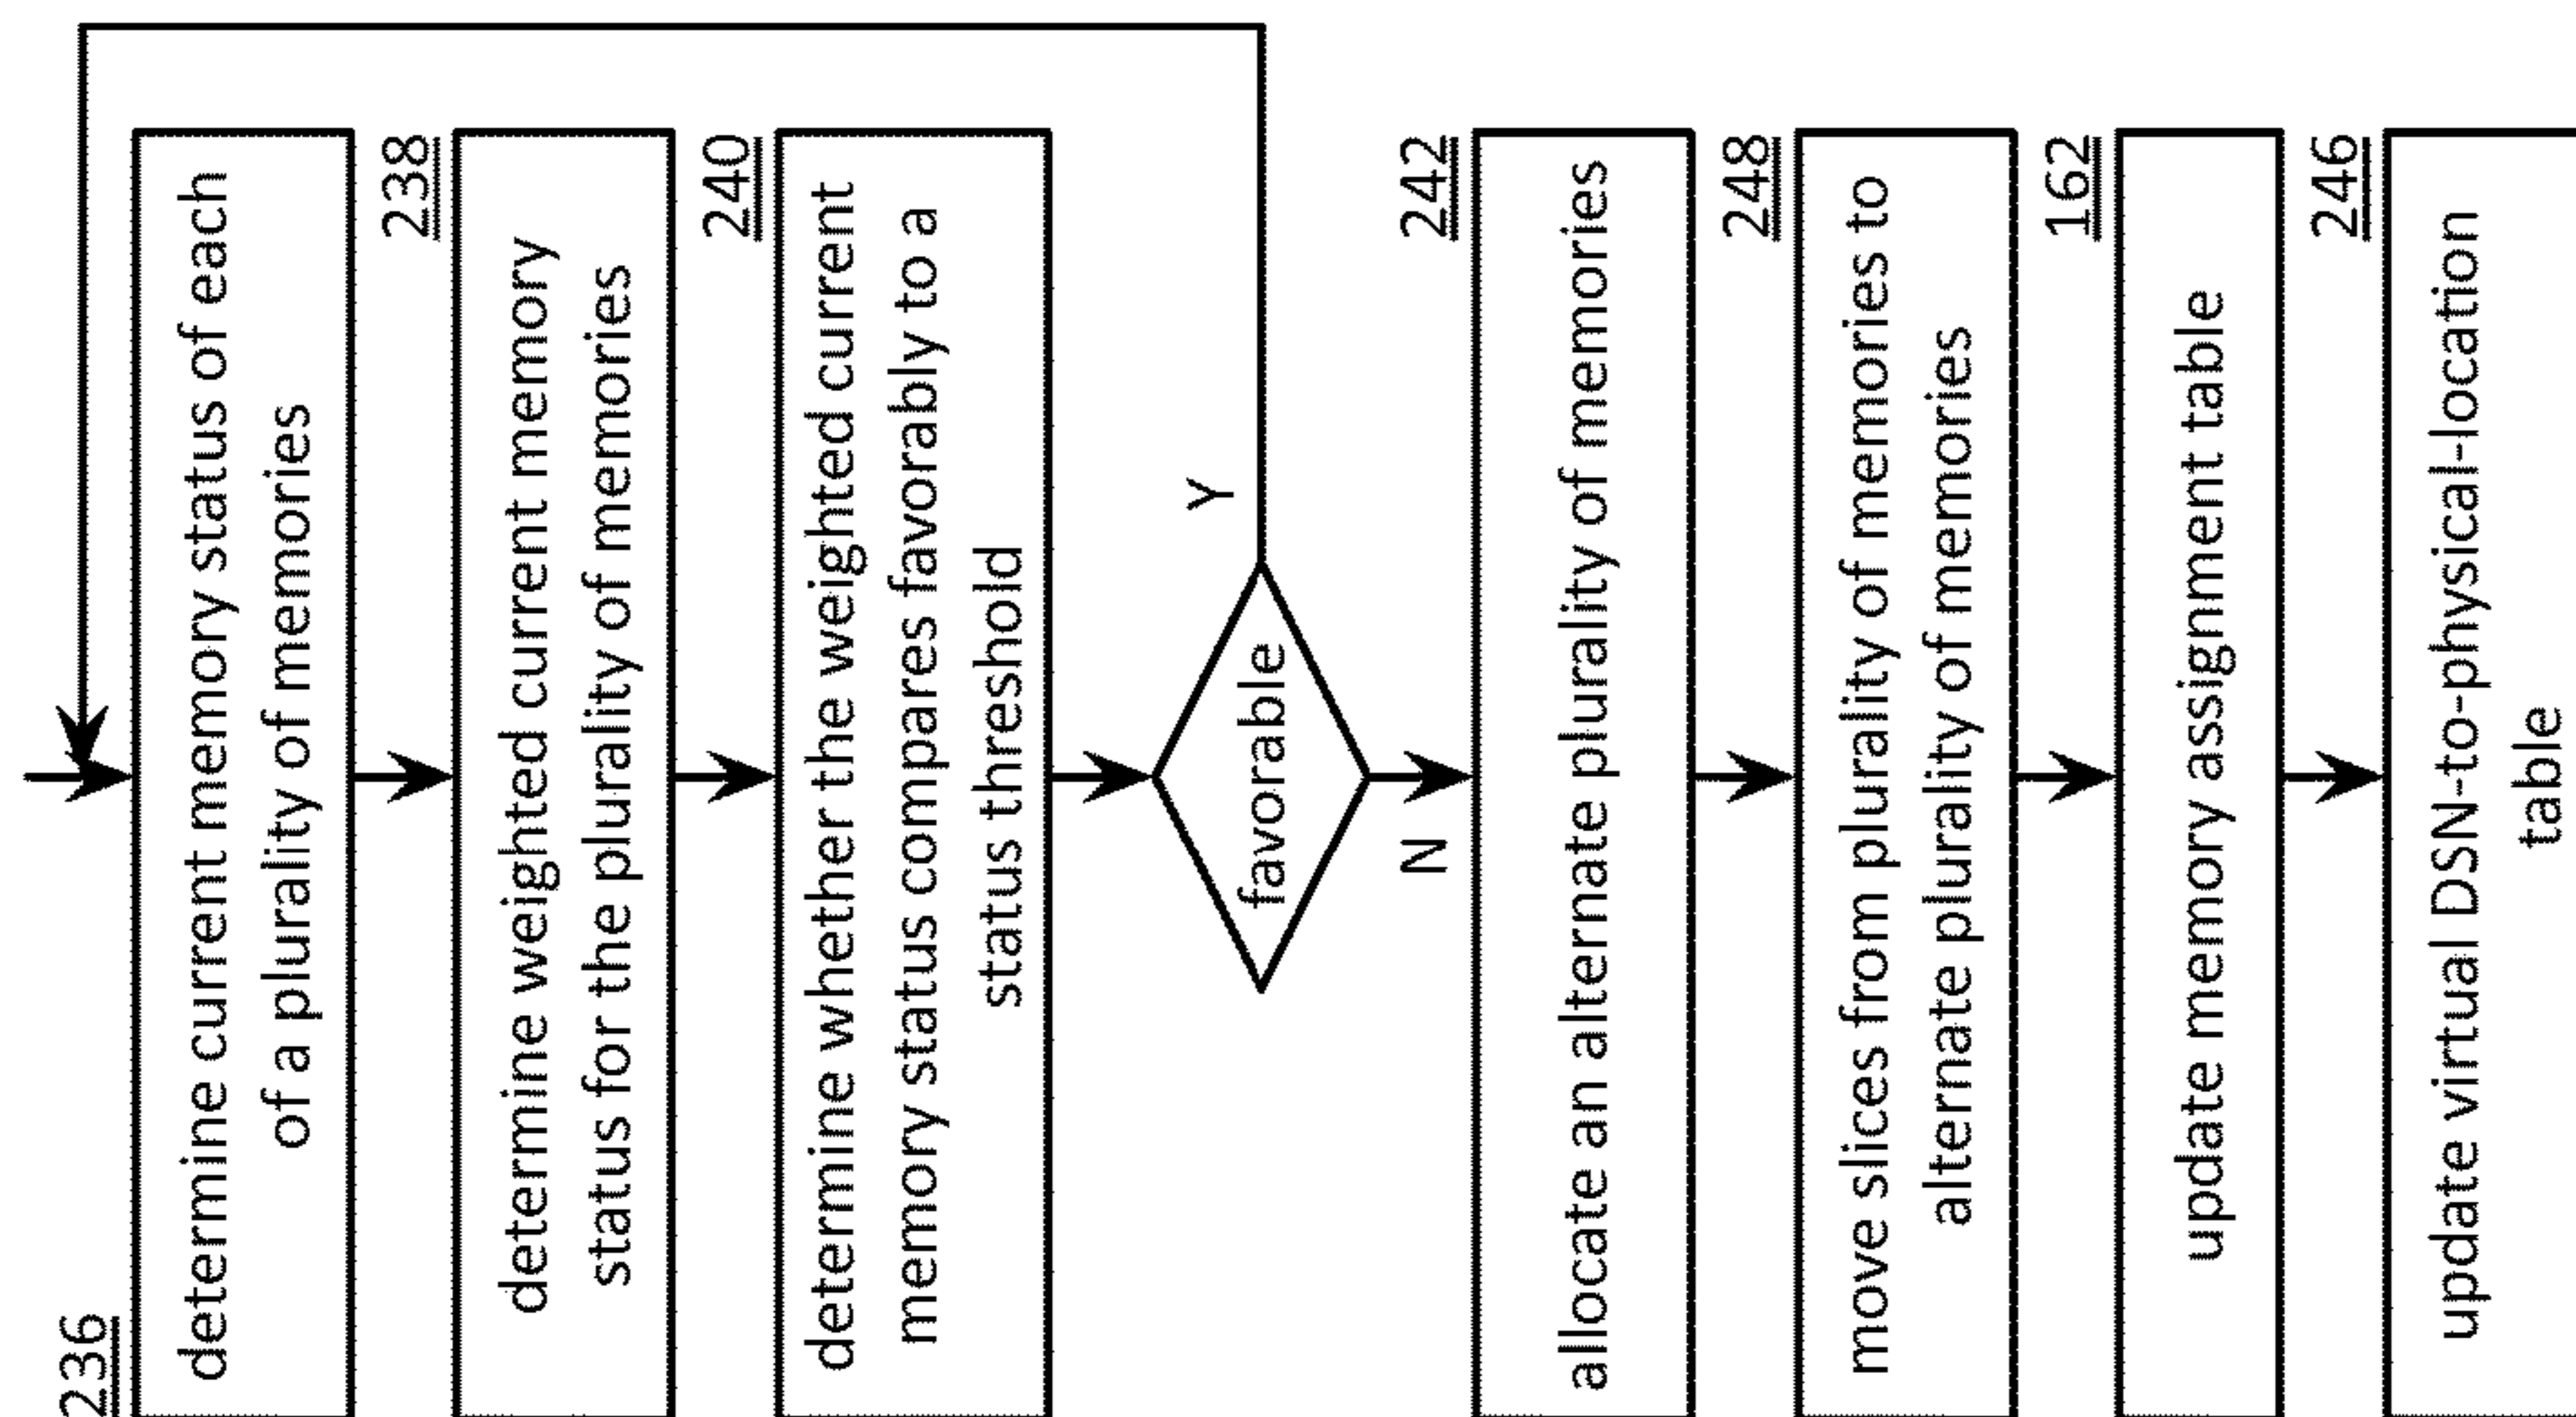 236
determine current memory status of each
of a plurality of memories
238
determine weighted current memory
status for the plurality of memories
240
determine whether the weighted current
memory status compares favorably to a
status threshold
favorable
Y
N
242
allocate an alternate plurality of memories
248
move slices from plurality of memories to
alternate plurality of memories
162
update memory assignment table
246
update virtual DSN-to-physical-location
table